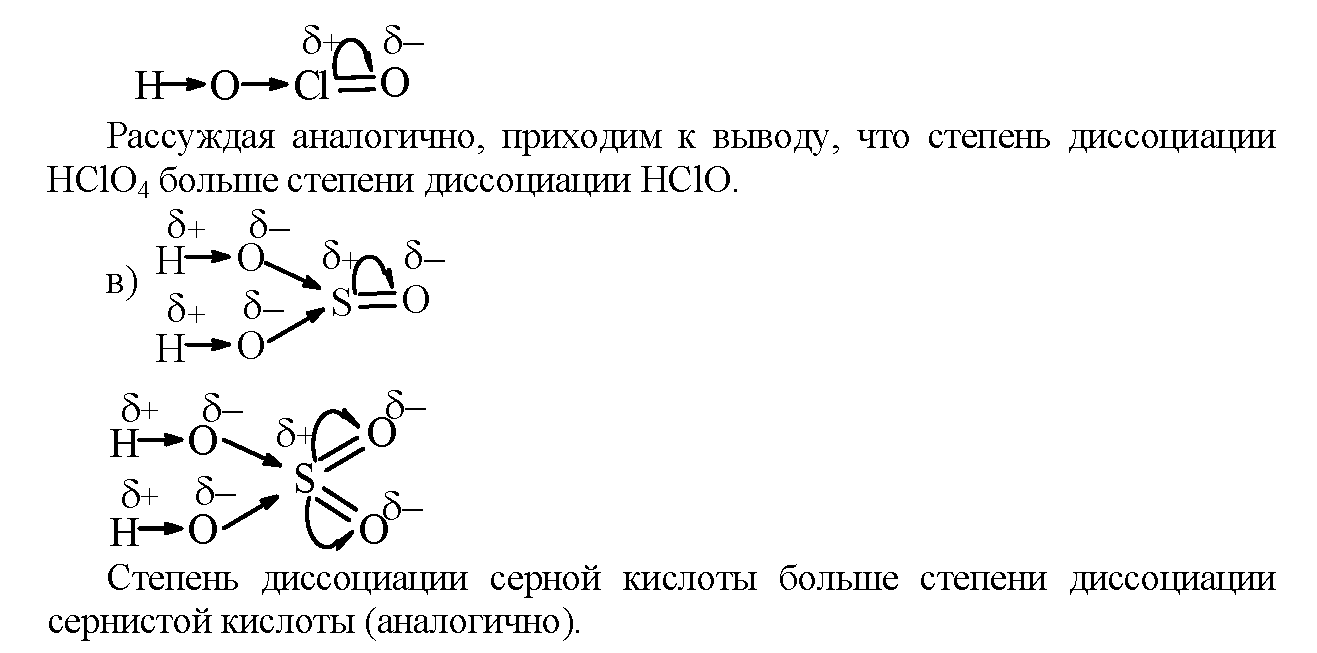 δ+ δ–
H→O→Cl=O
Рассуждая аналогично, приходим к выводу, что степень диссоциации
HClO₄ больше степени диссоциации HClO.
δ+ δ–
H→O δ+ δ–
в) S=O
δ+ δ–
H→O
δ+ δ– δ–
H→O δ+ O
S
δ+ δ– δ–
H→O O
Степень диссоциации серной кислоты больше степени диссоциации
сернистой кислоты (аналогично).